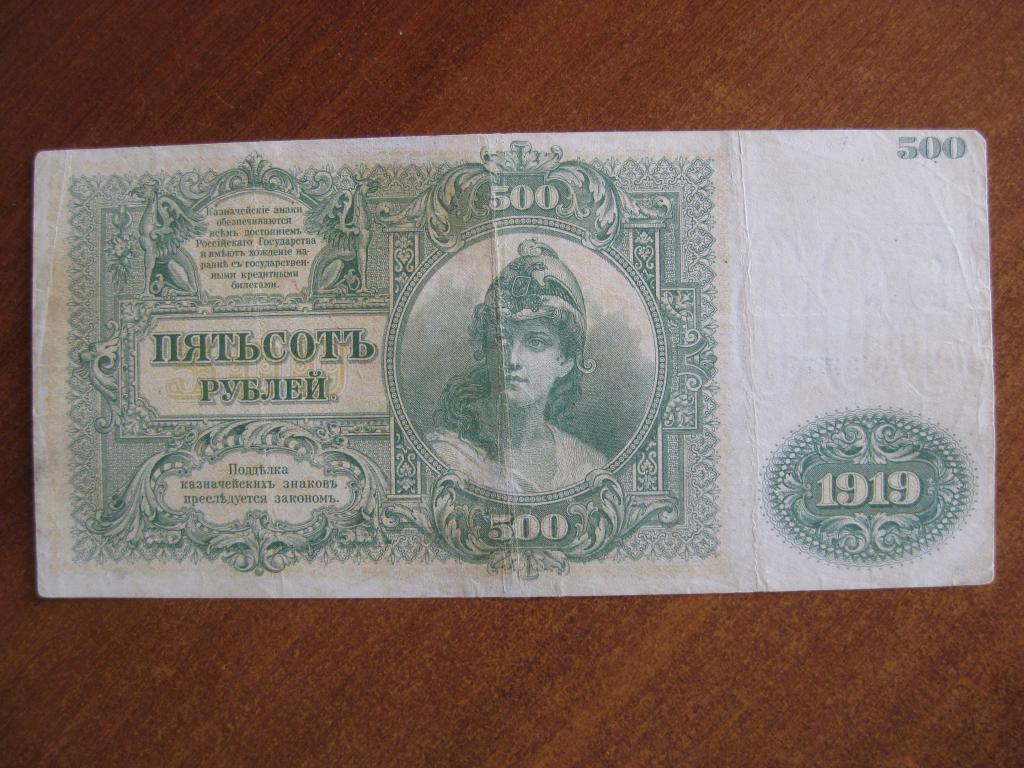 500
500
Казначейскіе знаки
обезпечиваются
всѣмъ достояніемъ
Россійскаго Государства
и имѣютъ хожденіе на-
равнѣ съ государствен-
ными кредитными
билетами.
ПЯТЬСОТЪ
РУБЛЕЙ.
Поддѣлка
казначейскихъ знаковъ
преслѣдуется закономъ.
500
1919